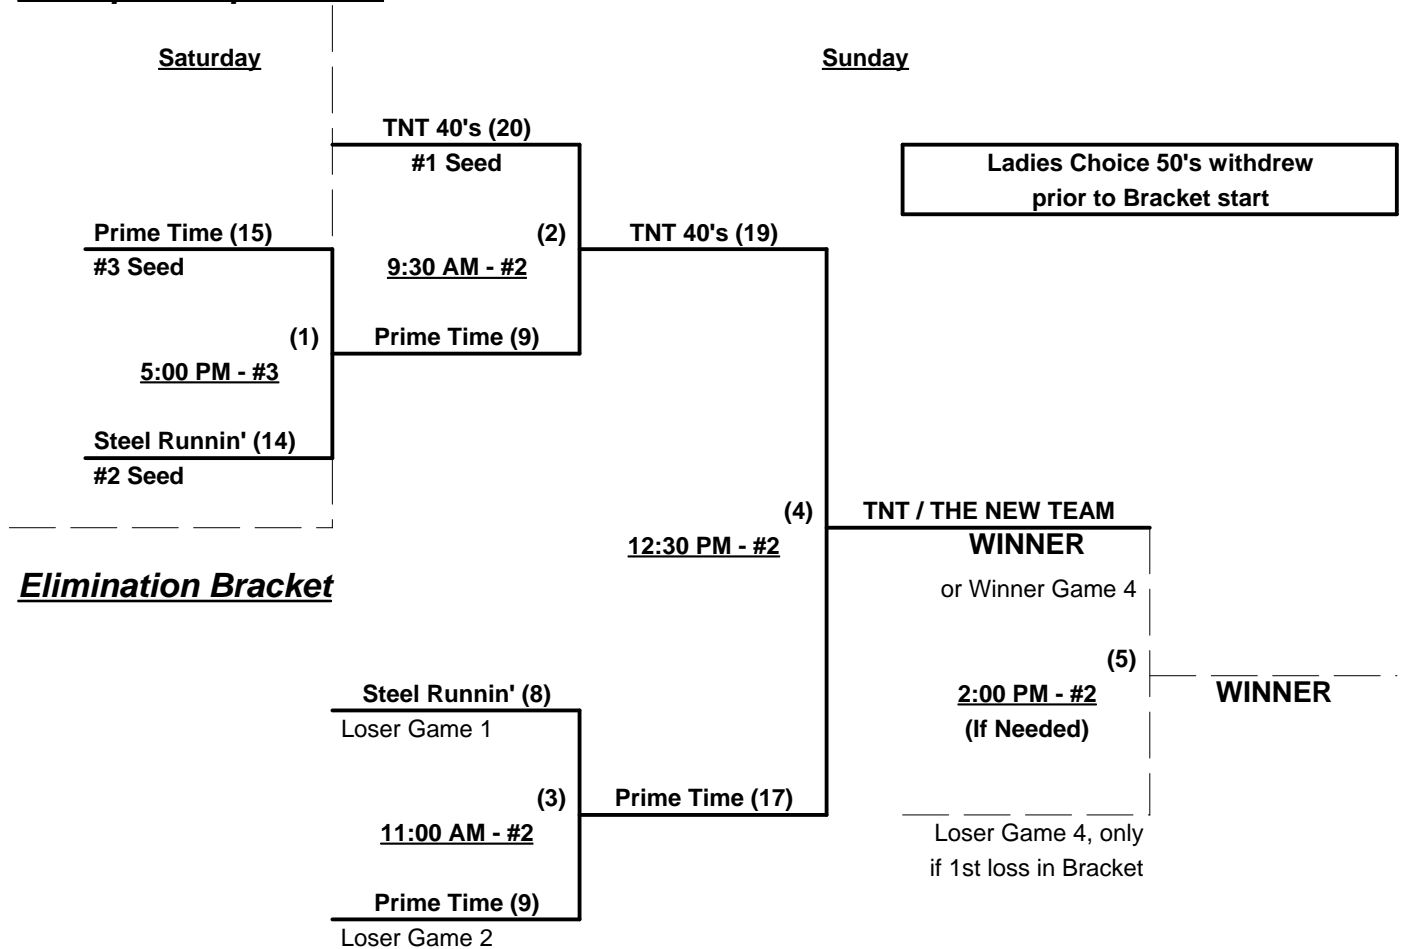 Saturday
Sunday
TNT 40's (20)
#1 Seed
Ladies Choice 50's withdrew
prior to Bracket start
Prime Time (15)
#3 Seed
(2)
9:30 AM - #2
TNT 40's (19)
(1)
5:00 PM - #3
Prime Time (9)
Steel Runnin' (14)
#2 Seed
(4)
12:30 PM - #2
TNT / THE NEW TEAM
WINNER
or Winner Game 4
Elimination Bracket
(5)
2:00 PM - #2
(If Needed)
WINNER
Steel Runnin' (8)
Loser Game 1
(3)
11:00 AM - #2
Prime Time (17)
Loser Game 4, only
if 1st loss in Bracket
Prime Time (9)
Loser Game 2